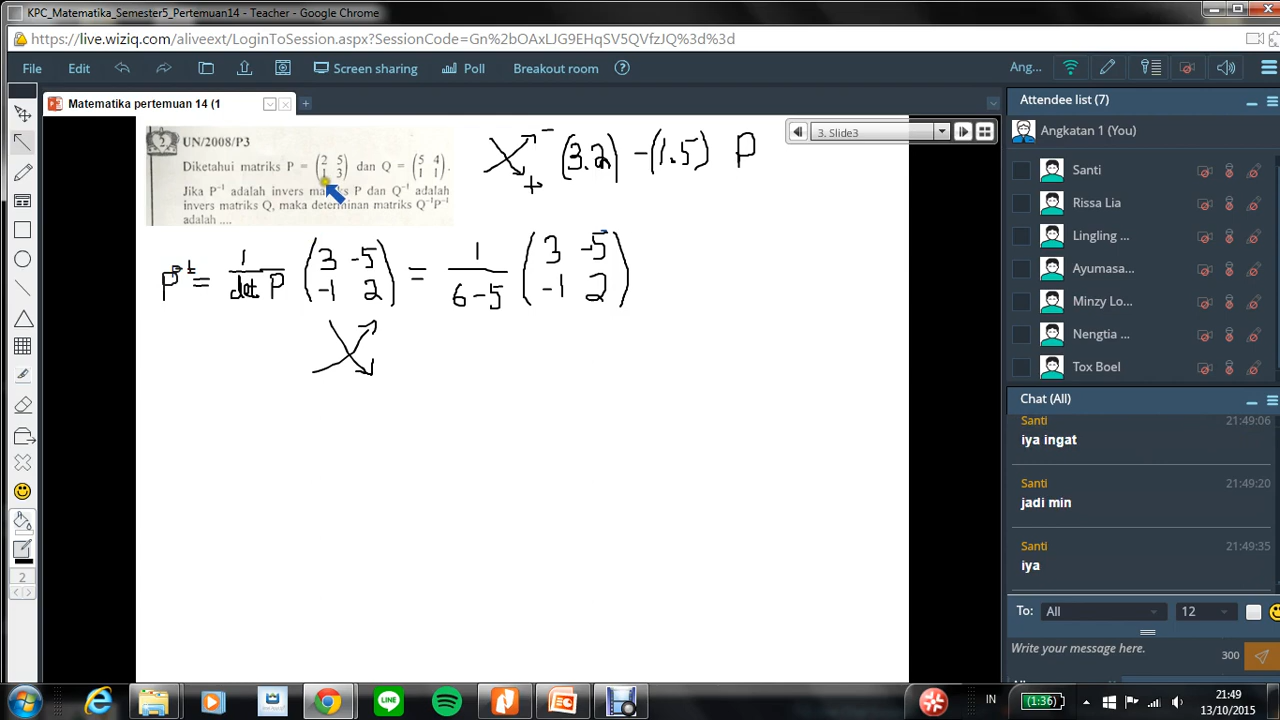 KPC_Matematika_Semester5_Pertemuan14 - Teacher - Google Chrome
https://live.wiziq.com/aliveext/LoginToSession.aspx?SessionCode=Gn%2bOAxLJG9EHqSV5QVfzJQ%3d%3d
File Edit Screen sharing Poll Breakout room ? Ang...
Matematika pertemuan 14 (1
3. Slide3
2 UN/2008/P3
Diketahui matriks P = (2 5 dan Q = (5 4
1 3) 1 1).
Jika P⁻¹ adalah invers matriks P dan Q⁻¹ adalah
invers matriks Q, maka determinan matriks Q⁻¹P⁻¹
adalah ....
- (3.2) - (1.5) P
+
1 (3 -5) 1 (3 -5)
P⁻¹ = det P = 6 - 5
(-1 2) (-1 2)
Attendee list (7)
Angkatan 1 (You)
Santi
Rissa Lia
Lingling ...
Ayumasa...
Minzy Lo...
Nengtia ...
Tox Boel
Chat (All)
Santi 21:49:06
iya ingat
Santi 21:49:20
jadi min
Santi 21:49:35
iya
To: All 12
Write your message here. 300
2
LINE
IN (1:36) 21:49
13/10/2015